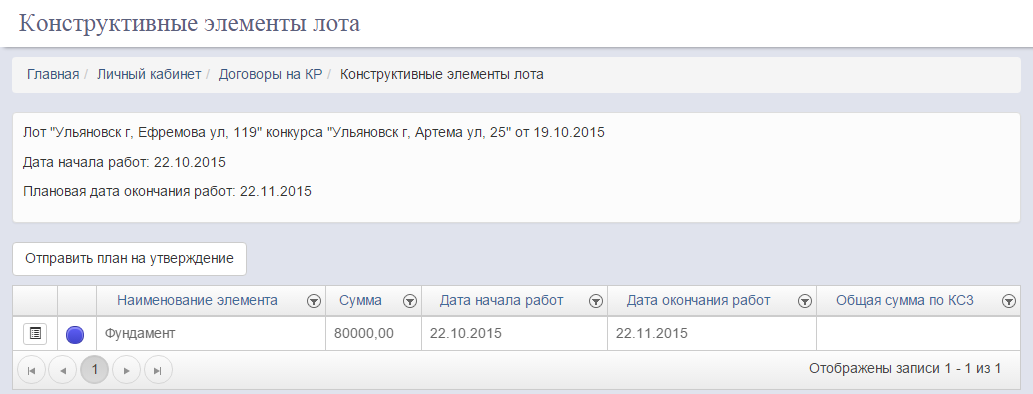 Конструктивные элементы лота
Главная / Личный кабинет / Договоры на КР / Конструктивные элементы лота
Лот "Ульяновск г, Ефремова ул, 119" конкурса "Ульяновск г, Артема ул, 25" от 19.10.2015
Дата начала работ: 22.10.2015
Плановая дата окончания работ: 22.11.2015
Отправить план на утверждение
Наименование элемента Сумма Дата начала работ Дата окончания работ Общая сумма по КС3
Фундамент 80000,00 22.10.2015 22.11.2015
1 Отображены записи 1 - 1 из 1